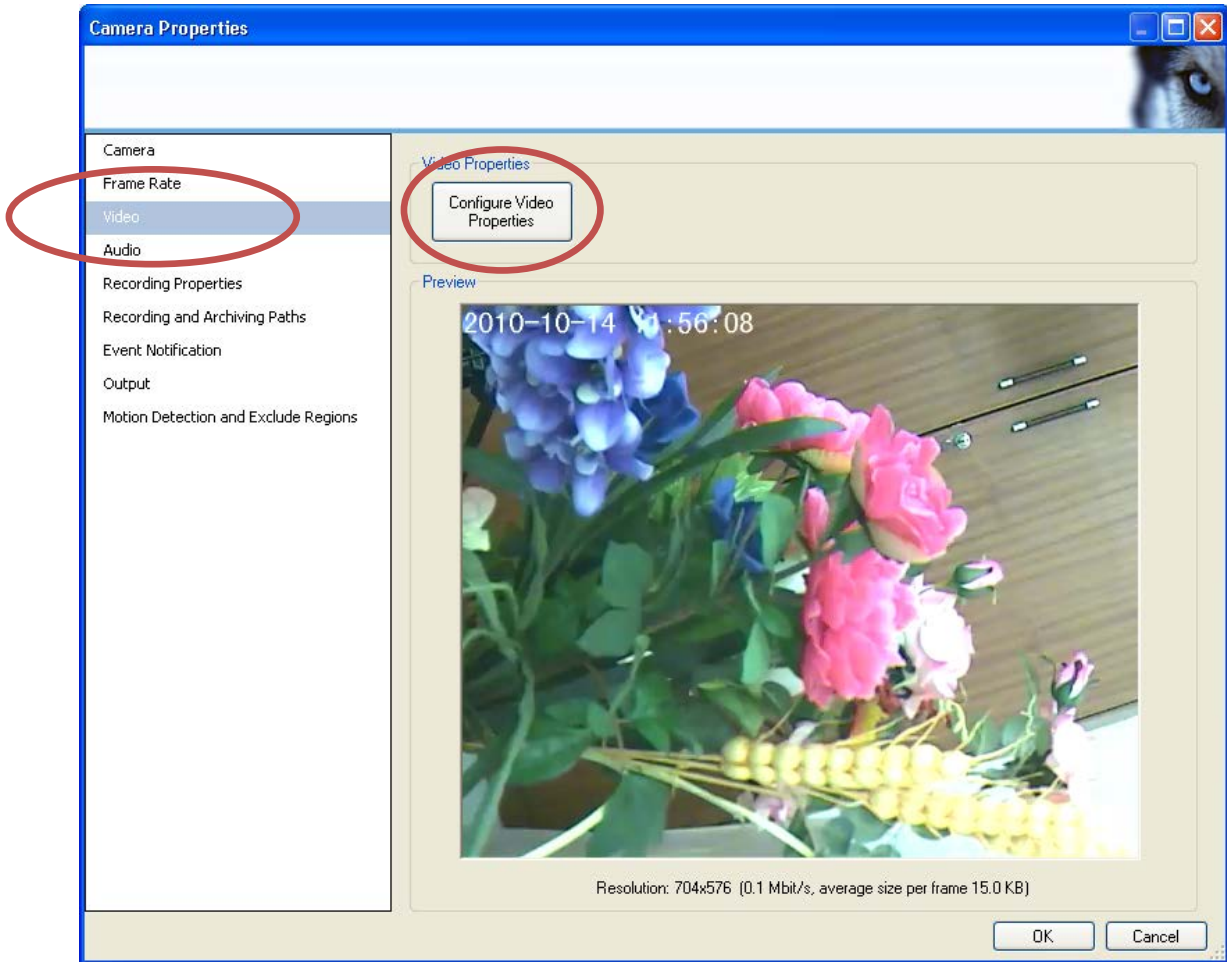 Camera Properties
Camera
Frame Rate
Video
Audio
Recording Properties
Recording and Archiving Paths
Event Notification
Output
Motion Detection and Exclude Regions
Video Properties
Configure Video
Properties
Preview
2010-10-14 11:56:08
Resolution: 704x576 (0.1 Mbit/s, average size per frame 15.0 KB)
OK
Cancel